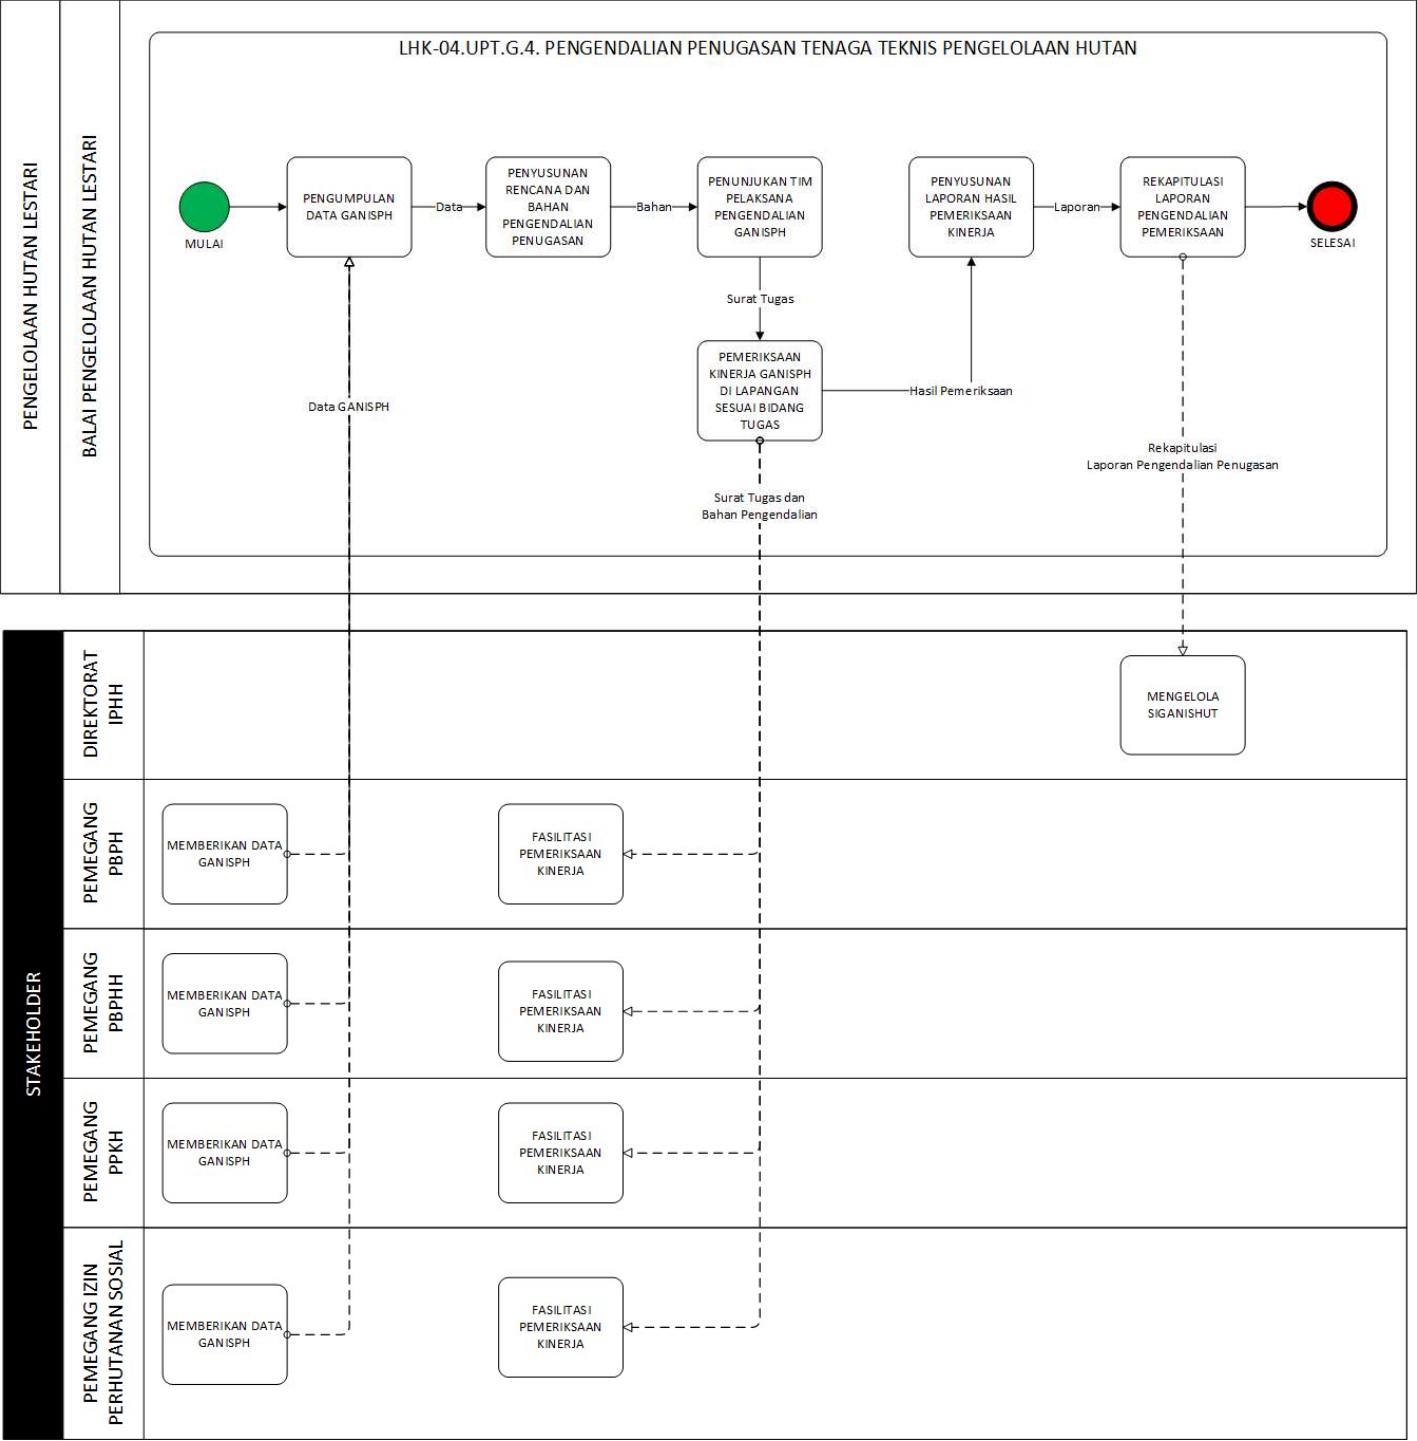 LHK-04.UPT.G.4. PENGENDALIAN PENUGASAN TENAGA TEKNIS PENGELOLAAN HUTAN
PENGELOLAAN HUTAN LESTARI
BALAI PENGELOLAAN HUTAN LESTARI
MULAI
PENGUMPULAN
DATA GANISPH
Data
PENYUSUNAN
RENCANA DAN
BAHAN
PENGENDALIAN
PENUGASAN
Bahan
PENUNJUKAN TIM
PELAKSANA
PENGENDALIAN
GANISPH
Surat Tugas
PEMERIKSAAN
KINERJA GANISPH
DI LAPANGAN
SESUAI BIDANG
TUGAS
Hasil Pemeriksaan
PENYUSUNAN
LAPORAN HASIL
PEMERIKSAAN
KINERJA
Laporan
REKAPITULASI
LAPORAN
PENGENDALIAN
PEMERIKSAAN
SELESAI
Data GANISPH
Surat Tugas dan
Bahan Pengendalian
Rekapitulasi
Laporan Pengendalian Penugasan
STAKEHOLDER
DIREKTORAT
IPHH
MENGELOLA
SIGANISHUT
PEMEGANG
PBPH
MEMBERIKAN DATA
GANISPH
FASILITASI
PEMERIKSAAN
KINERJA
PEMEGANG
PBPHH
MEMBERIKAN DATA
GANISPH
FASILITASI
PEMERIKSAAN
KINERJA
PEMEGANG
PPKH
MEMBERIKAN DATA
GANISPH
FASILITASI
PEMERIKSAAN
KINERJA
PEMEGANG IZIN
PERHUTANAN SOSIAL
MEMBERIKAN DATA
GANISPH
FASILITASI
PEMERIKSAAN
KINERJA